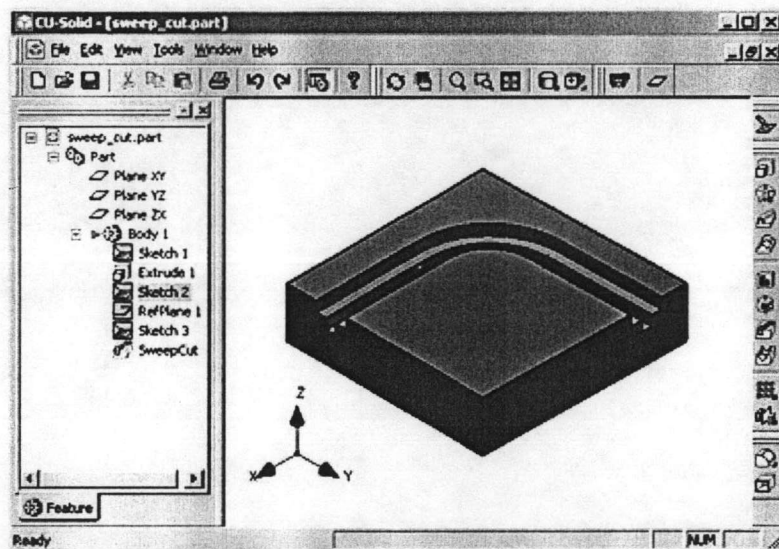 CU-Solid - [sweep_cut.part]
File Edit View Tools Window Help
sweep_cut.part
Part
Plane XY
Plane YZ
Plane ZX
Body 1
Sketch 1
Extrude 1
Sketch 2
RefPlane 1
Sketch 3
SweepCut
Z
X
Y
Feature
Ready
NUM